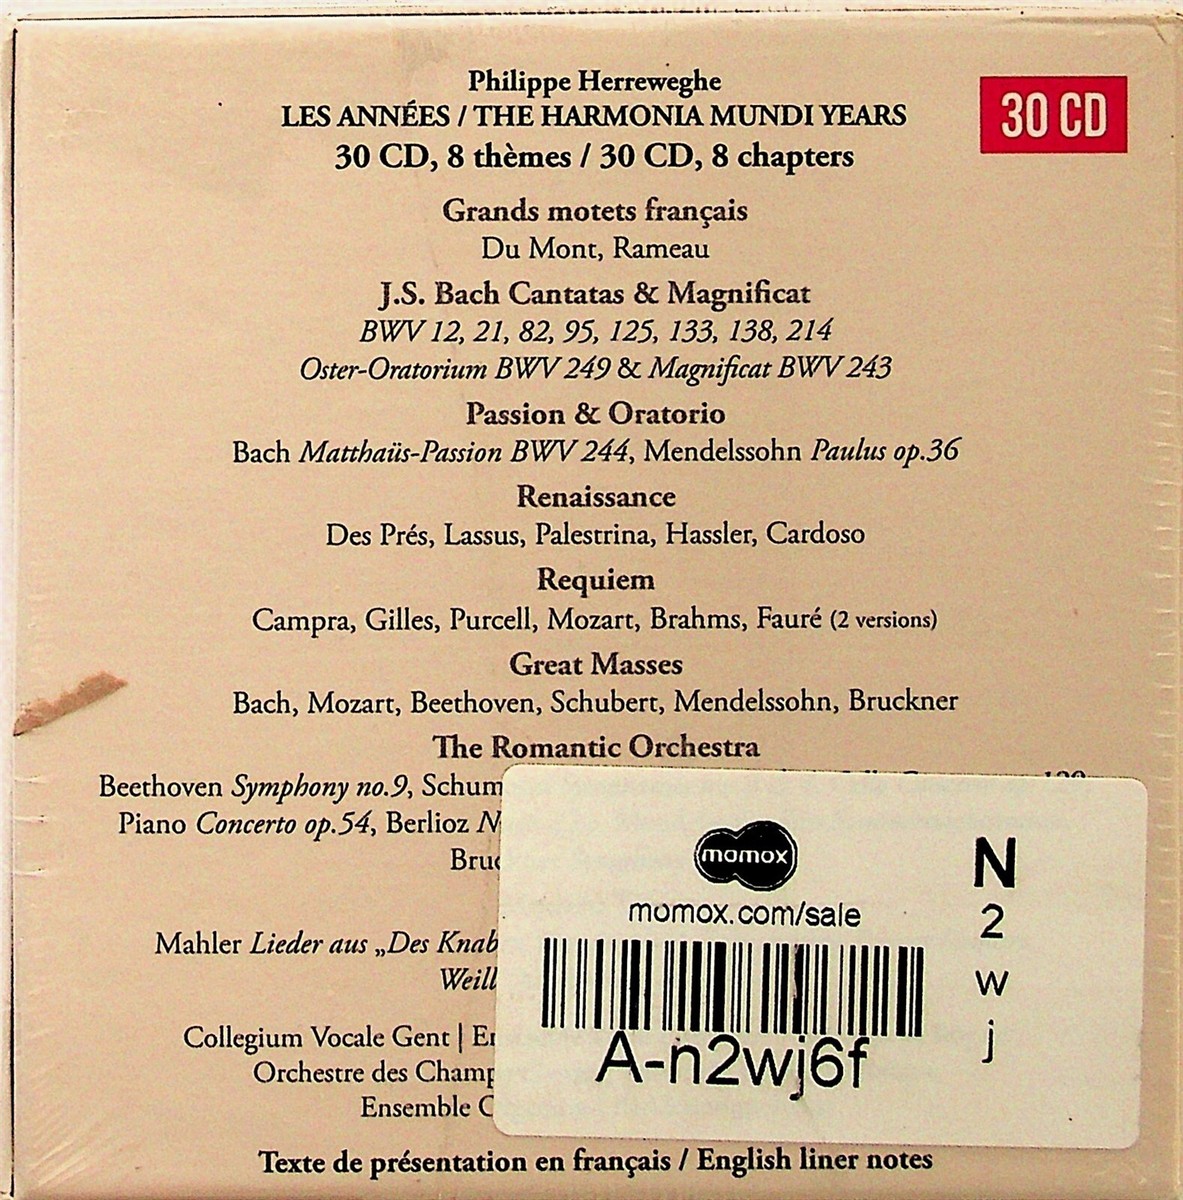 Philippe Herreweghe
LES ANNÉES / THE HARMONIA MUNDI YEARS
30 CD
30 CD, 8 thèmes / 30 CD, 8 chapters
Grands motets français
Du Mont, Rameau
J.S. Bach Cantatas & Magnificat
BWV 12, 21, 82, 95, 125, 133, 138, 214
Oster-Oratorium BWV 249 & Magnificat BWV 243
Passion & Oratorio
Bach Matthaüs-Passion BWV 244, Mendelssohn Paulus op.36
Renaissance
Des Prés, Lassus, Palestrina, Hassler, Cardoso
Requiem
Campra, Gilles, Purcell, Mozart, Brahms, Fauré (2 versions)
Great Masses
Bach, Mozart, Beethoven, Schubert, Mendelssohn, Bruckner
The Romantic Orchestra
Beethoven Symphony no.9, Schum
Piano Concerto op.54, Berlioz N
Bruc
Mahler Lieder aus „Des Knab
Weill
Collegium Vocale Gent | En
Orchestre des Champ
Ensemble O
momox
momox.com/sale
A-n2wj6f
N
2
w
j
Texte de présentation en français / English liner notes